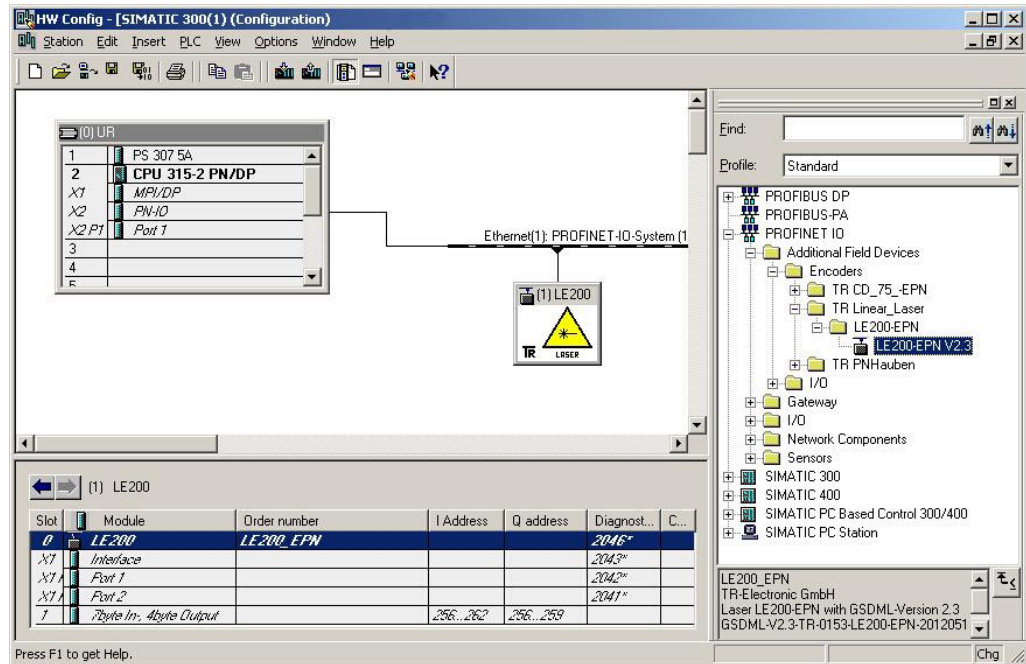 HW Config - [SIMATIC 300(1) (Configuration)
Station Edit Insert PLC View Options Window Help
(0) UR
1 PS 307 5A
2 CPU 315-2 PN/DP
X1 MPI/DP
X2 PN-IO
X2 P1 Port 1
3
4
5
Ethernet(1): PROFINET-IO-System (1
(1) LE200
TR LASER
Find:
Profile: Standard
PROFIBUS DP
PROFIBUS-PA
PROFINET IO
Additional Field Devices
Encoders
TR CD_75_-EPN
TR Linear_Laser
LE200-EPN
LE200-EPN V2.3
TR PNHauben
I/O
Gateway
I/O
Network Components
Sensors
SIMATIC 300
SIMATIC 400
SIMATIC PC Based Control 300/400
SIMATIC PC Station
(1) LE200
Slot Module Order number I Address Q address Diagnost... C...
0 LE200 LE200_EPN 2046*
X1 Interface 2043*
X1 Port 1 2042*
X1 Port 2 2041*
1 7byte In-, 4byte Output 256...262 256...259
LE200_EPN
TR-Electronic GmbH
Laser LE200-EPN with GSDML-Version 2.3
GSDML-V2.3-TR-0153-LE200-EPN-2012051
Press F1 to get Help.
Chg